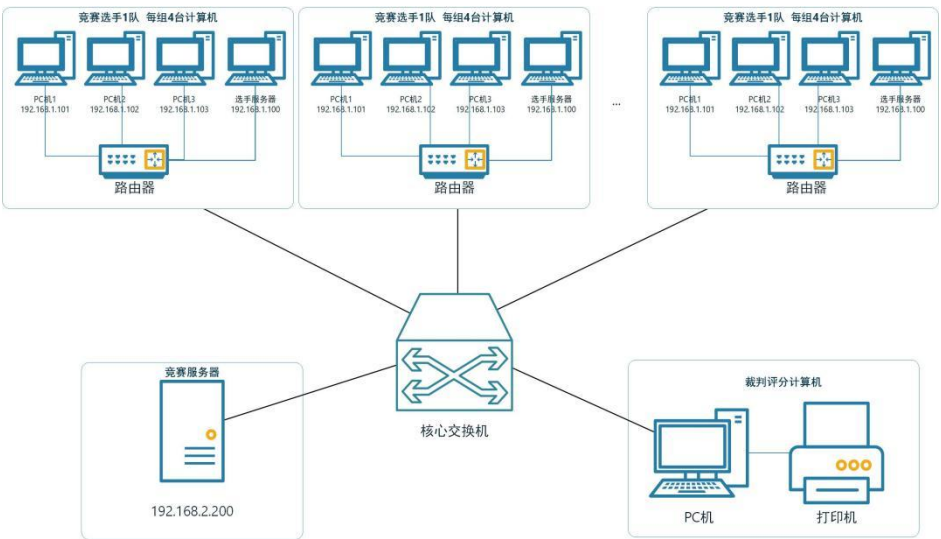 竞赛选手1队 每组4台计算机
PC机1
192.168.1.101
PC机2
192.168.1.102
PC机3
192.168.1.103
选手服务器
192.168.1.100
路由器
竞赛选手1队 每组4台计算机
PC机1
192.168.1.101
PC机2
192.168.1.102
PC机3
192.168.1.103
选手服务器
192.168.1.100
路由器
...
竞赛选手1队 每组4台计算机
PC机1
192.168.1.101
PC机2
192.168.1.102
PC机3
192.168.1.103
选手服务器
192.168.1.100
路由器
核心交换机
竞赛服务器
192.168.2.200
裁判评分计算机
PC机
打印机